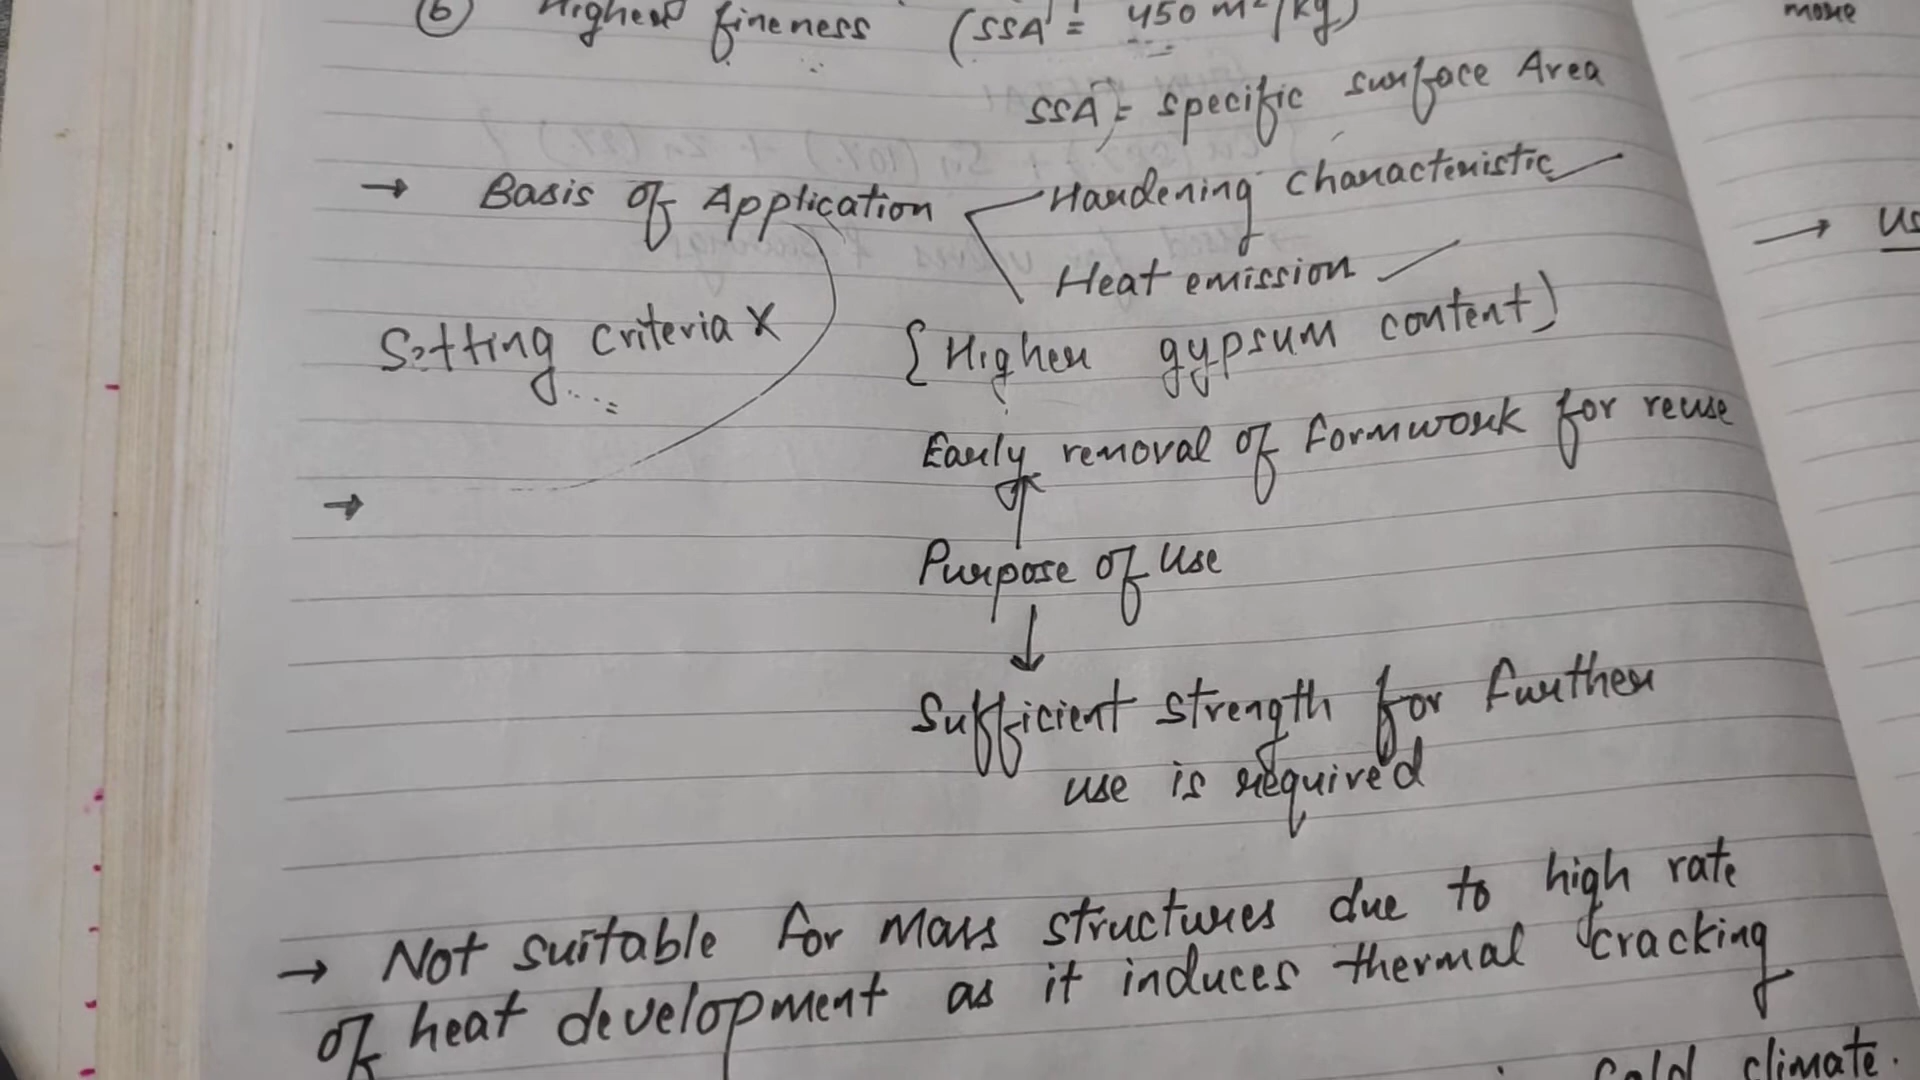 ⑥ Highest fineness (SSA = 450 m²/kg)
more
SSA = specific surface Area
→ Basis of Application Hardening characteristic
Heat emission
→ us
Setting criteria x
{Higher gypsum content}
Early removal of formwork for reuse
→
↑
Purpose of Use
↓
Sufficient strength for further
use is required
→ Not suitable for mass structures due to high rate
of heat development as it induces thermal cracking
cold climate.